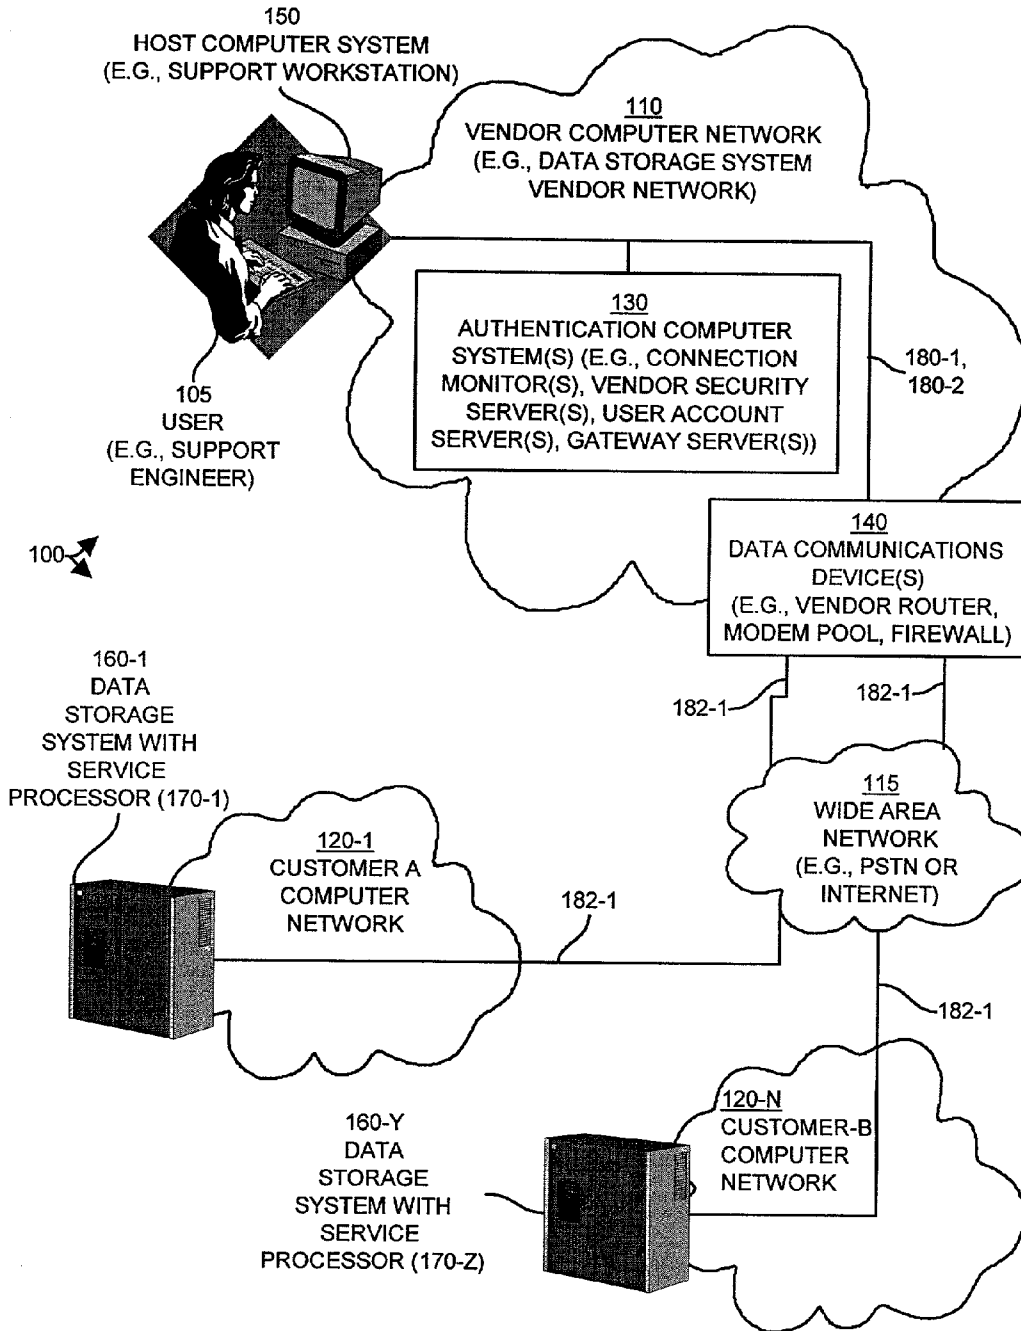 150
HOST COMPUTER SYSTEM
(E.G., SUPPORT WORKSTATION)
110
VENDOR COMPUTER NETWORK
(E.G., DATA STORAGE SYSTEM
VENDOR NETWORK)
130
AUTHENTICATION COMPUTER
SYSTEM(S) (E.G., CONNECTION
MONITOR(S), VENDOR SECURITY
SERVER(S), USER ACCOUNT
SERVER(S), GATEWAY SERVER(S))
180-1,
180-2
105
USER
(E.G., SUPPORT
ENGINEER)
100
140
DATA COMMUNICATIONS
DEVICE(S)
(E.G., VENDOR ROUTER,
MODEM POOL, FIREWALL)
182-1
182-1
160-1
DATA
STORAGE
SYSTEM WITH
SERVICE
PROCESSOR (170-1)
115
WIDE AREA
NETWORK
(E.G., PSTN OR
INTERNET)
120-1
CUSTOMER A
COMPUTER
NETWORK
182-1
182-1
120-N
CUSTOMER-B
COMPUTER
NETWORK
160-Y
DATA
STORAGE
SYSTEM WITH
SERVICE
PROCESSOR (170-Z)